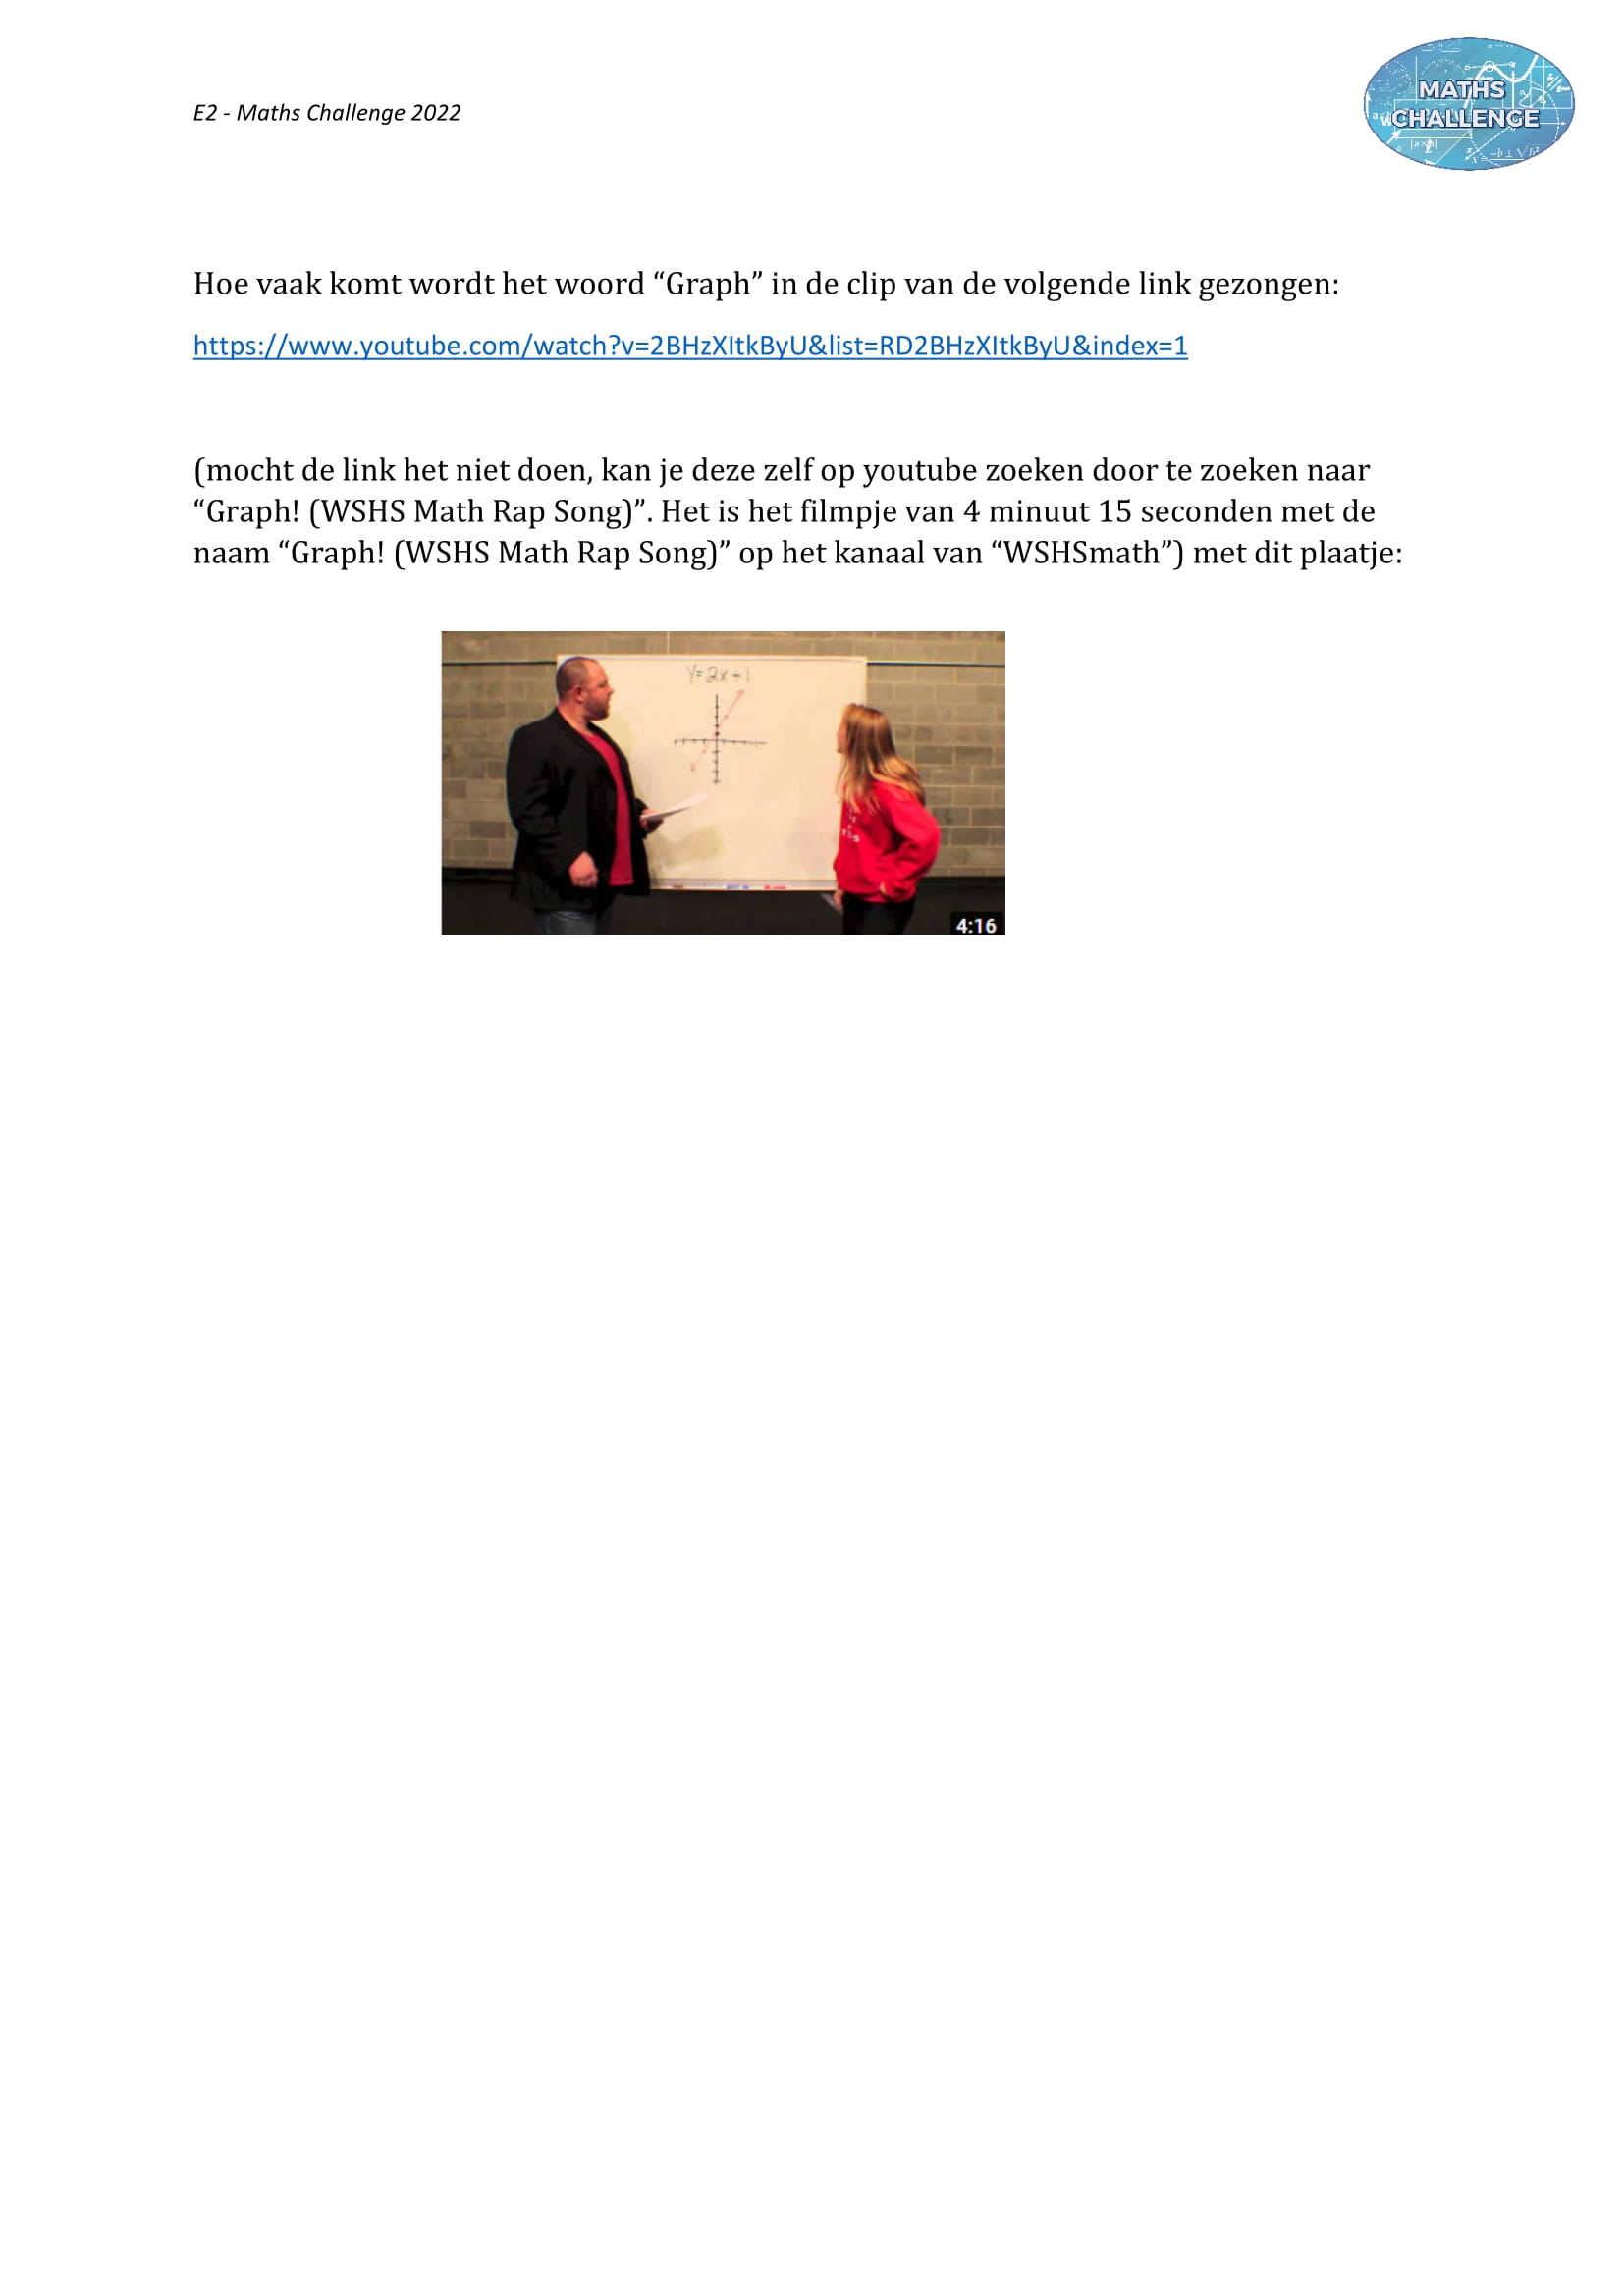 E2 - Maths Challenge 2022
MATHS
CHALLENGE
Hoe vaak komt wordt het woord “Graph” in de clip van de volgende link gezongen:
https://www.youtube.com/watch?v=2BHzXItkByU&list=RD2BHzXItkByU&index=1
(mocht de link het niet doen, kan je deze zelf op youtube zoeken door te zoeken naar
“Graph! (WSHS Math Rap Song)”. Het is het filmpje van 4 minuut 15 seconden met de
naam “Graph! (WSHS Math Rap Song)” op het kanaal van “WSHSmath”) met dit plaatje:
Y=2x+1
4:16